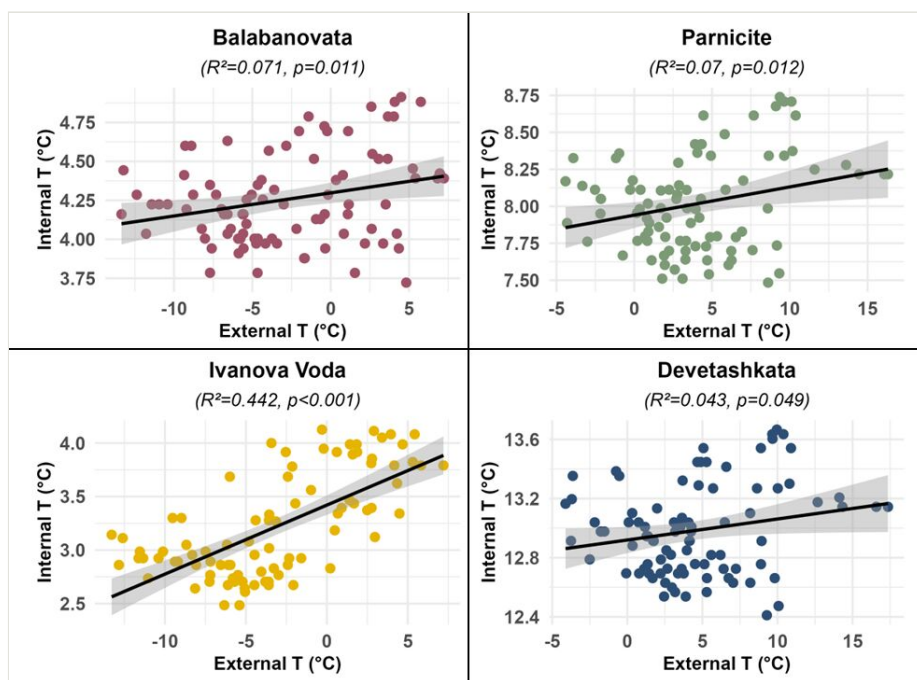 Balabanovata
(R²=0.071, p=0.011)
Internal T (°C)
4.75
4.50
4.25
4.00
3.75
-10
-5
0
5
External T (°C)
Parnicite
(R²=0.07, p=0.012)
Internal T (°C)
8.75
8.50
8.25
8.00
7.75
7.50
-5
0
5
10
15
External T (°C)
Ivanova Voda
(R²=0.442, p<0.001)
Internal T (°C)
4.0
3.5
3.0
2.5
-10
-5
0
5
External T (°C)
Devetashkata
(R²=0.043, p=0.049)
Internal T (°C)
13.6
13.2
12.8
12.4
-5
0
5
10
15
External T (°C)